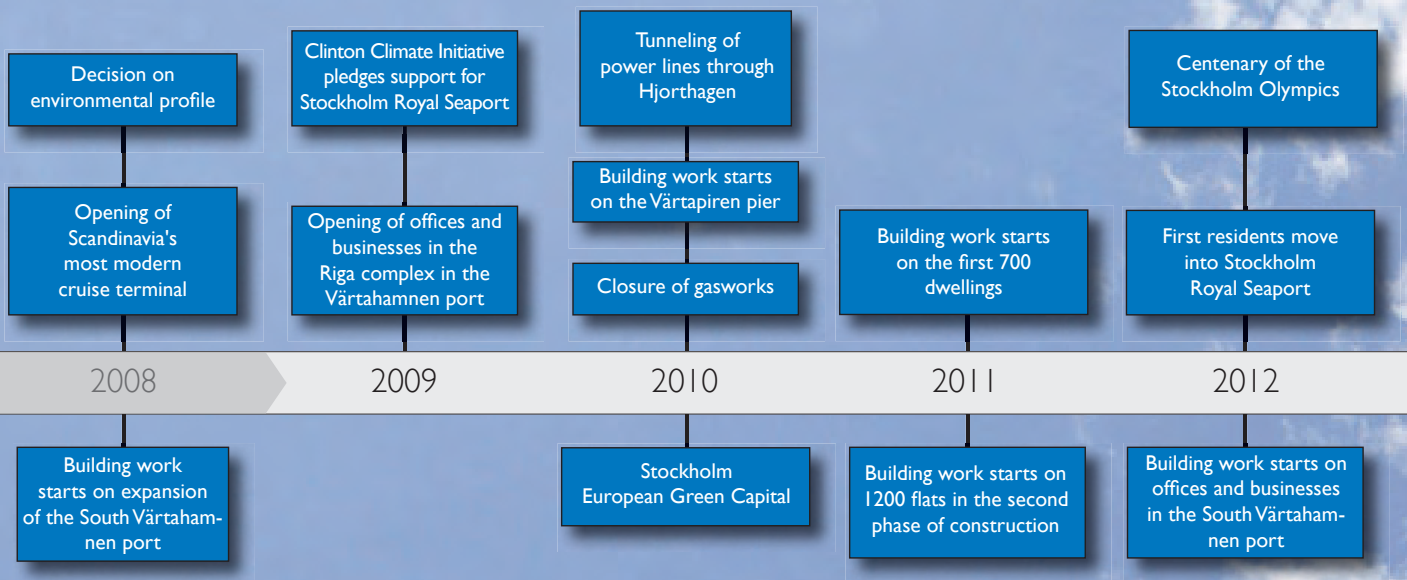 Decision on
environmental profile
Opening of
Scandinavia's
most modern
cruise terminal
Clinton Climate Initiative
pledges support for
Stockholm Royal Seaport
Opening of offices and
businesses in the
Riga complex in the
Värtahamnen port
Tunneling of
power lines through
Hjorthagen
Building work starts
on the Värtapiren pier
Closure of gasworks
Building work starts
on the first 700
dwellings
Centenary of the
Stockholm Olympics
First residents move
into Stockholm
Royal Seaport
2008
2009
2010
2011
2012
Building work
starts on expansion
of the South Värtaham-
nen port
Stockholm
European Green Capital
Building work starts on
1200 flats in the second
phase of construction
Building work starts on
offices and businesses
in the South Värtaham-
nen port